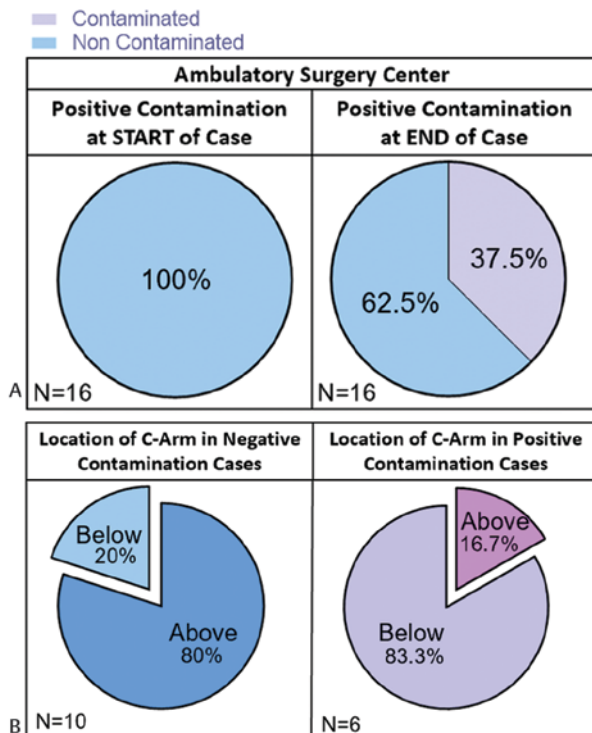 Contaminated
Non Contaminated
Ambulatory Surgery Center
Positive Contamination
at START of Case
Positive Contamination
at END of Case
100%
37.5%
62.5%
A
N=16
N=16
Location of C-Arm in Negative
Contamination Cases
Location of C-Arm in Positive
Contamination Cases
Below
20%
Above
80%
Above
16.7%
Below
83.3%
B
N=10
N=6